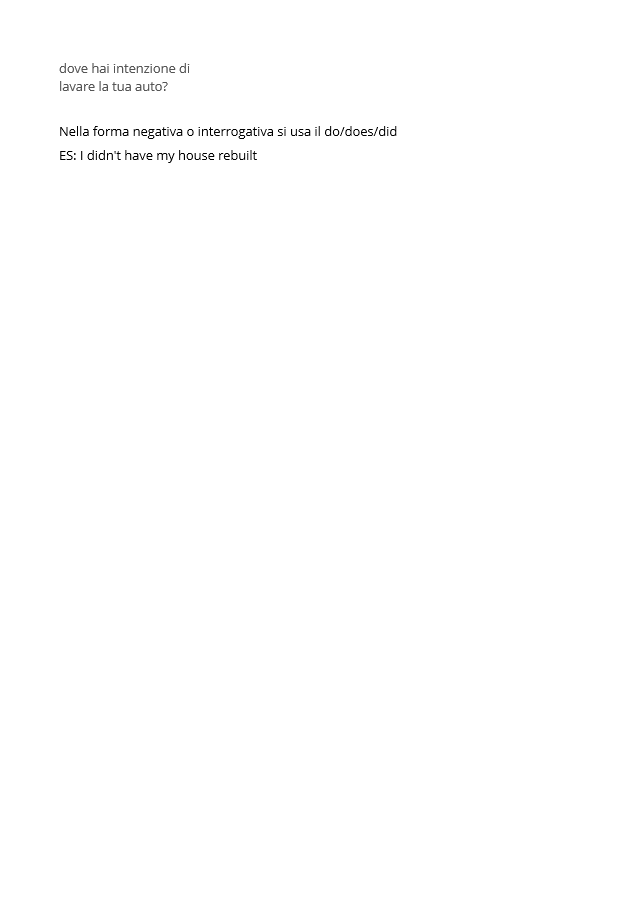 dove hai intenzione di
lavare la tua auto?
Nella forma negativa o interrogativa si usa il do/does/did
ES: I didn't have my house rebuilt